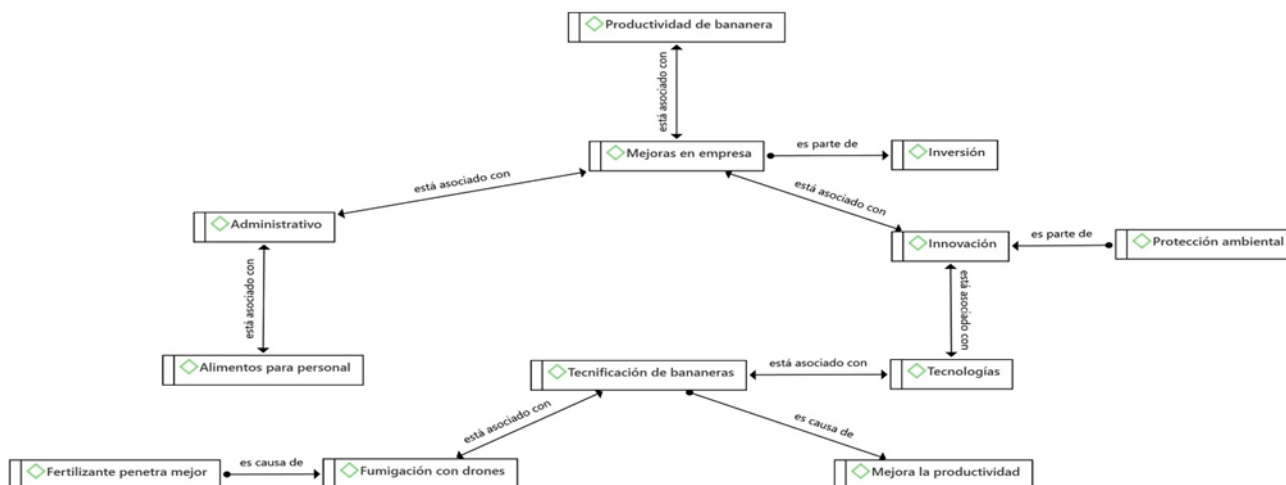 Productividad de bananera
está asociado con
Mejoras en empresa
es parte de
Inversión
está asociado con
está asociado con
Administrativo
Innovación
es parte de
Protección ambiental
está asociado con
está asociado con
Alimentos para personal
Tecnificación de bananeras
está asociado con
Tecnologías
está asociado con
es causa de
Fertilizante penetra mejor
es causa de
Fumigación con drones
Mejora la productividad